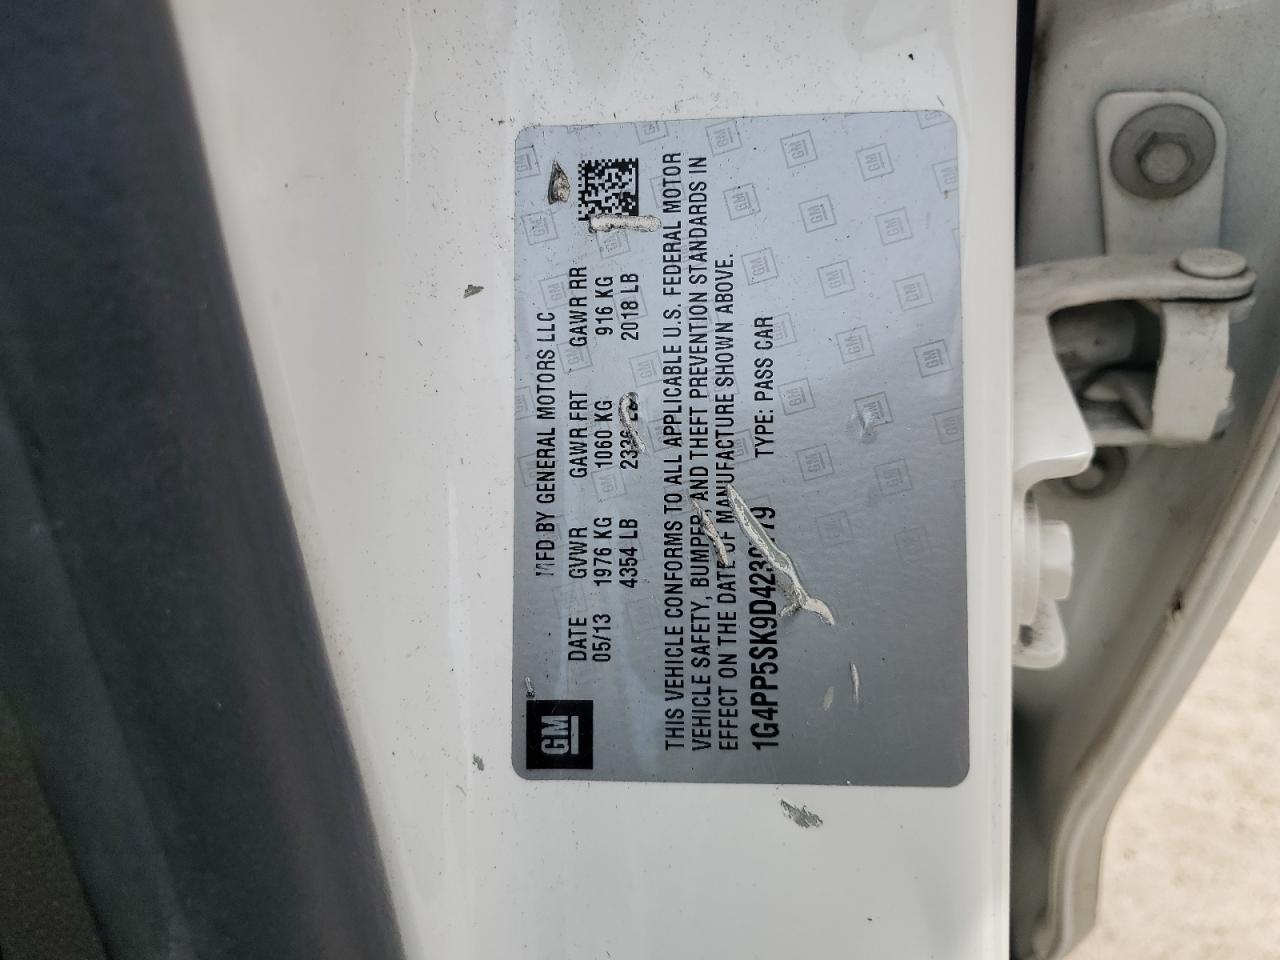 GM
MFD BY GENERAL MOTORS LLC
DATE GVWR GAWR FRT GAWR RR
05/13 1976 KG 1060 KG 916 KG
4354 LB 2336 LB 2018 LB
THIS VEHICLE CONFORMS TO ALL APPLICABLE U.S. FEDERAL MOTOR
VEHICLE SAFETY, BUMPER, AND THEFT PREVENTION STANDARDS IN
EFFECT ON THE DATE OF MANUFACTURE SHOWN ABOVE.
TYPE: PASS CAR